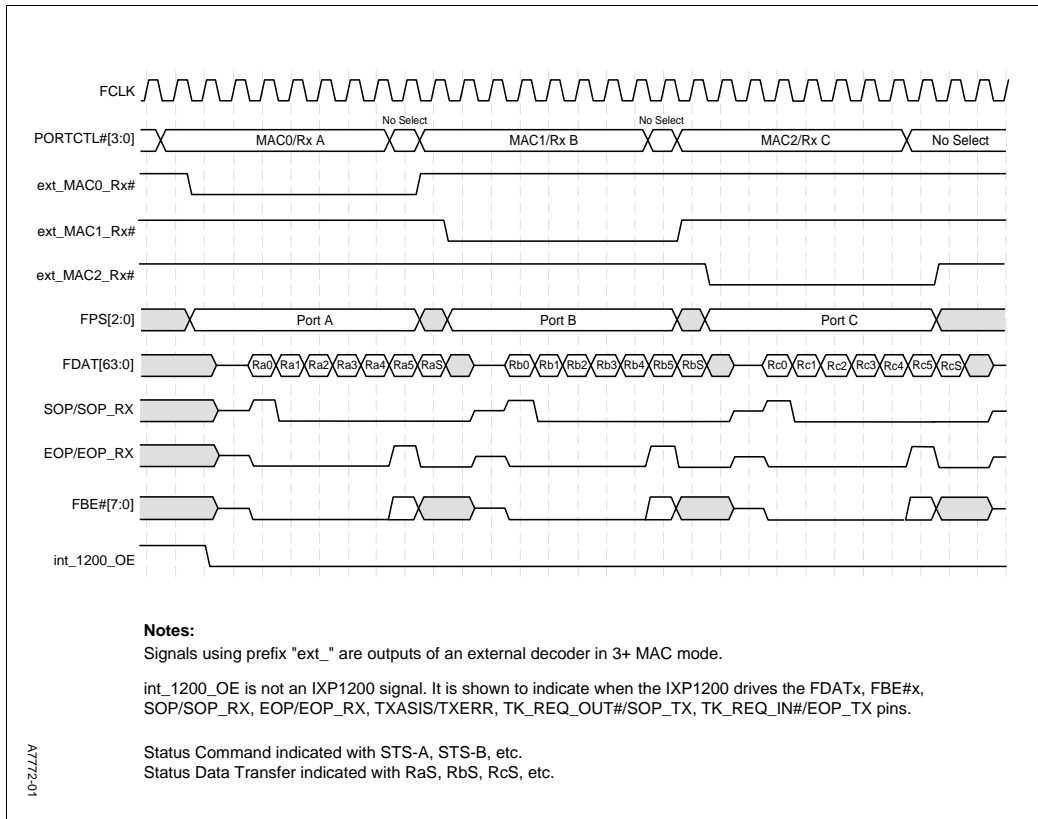 FCLK
No Select No Select
PORTCTL#[3:0] MAC0/Rx A MAC1/Rx B MAC2/Rx C No Select
ext_MAC0_Rx#
ext_MAC1_Rx#
ext_MAC2_Rx#
FPS[2:0] Port A Port B Port C
FDAT[63:0] Ra0 Ra1 Ra2 Ra3 Ra4 Ra5 RaS Rb0 Rb1 Rb2 Rb3 Rb4 Rb5 RbS Rc0 Rc1 Rc2 Rc3 Rc4 Rc5 RcS
SOP/SOP_RX
EOP/EOP_RX
FBE#[7:0]
int_1200_OE
Notes:
Signals using prefix "ext_" are outputs of an external decoder in 3+ MAC mode.
int_1200_OE is not an IXP1200 signal. It is shown to indicate when the IXP1200 drives the FDATx, FBE#x,
SOP/SOP_RX, EOP/EOP_RX, TXASIS/TXERR, TK_REQ_OUT#/SOP_TX, TK_REQ_IN#/EOP_TX pins.
Status Command indicated with STS-A, STS-B, etc.
Status Data Transfer indicated with RaS, RbS, RcS, etc.
A7772-01